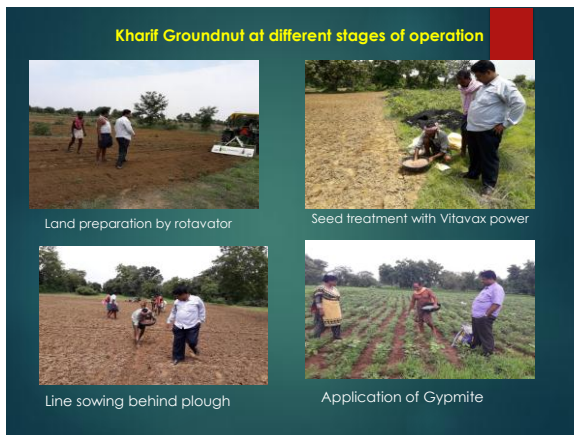 Kharif Groundnut at different stages of operation
Land preparation by rotavator
Seed treatment with Vitavax power
Line sowing behind plough
Application of Gypmite